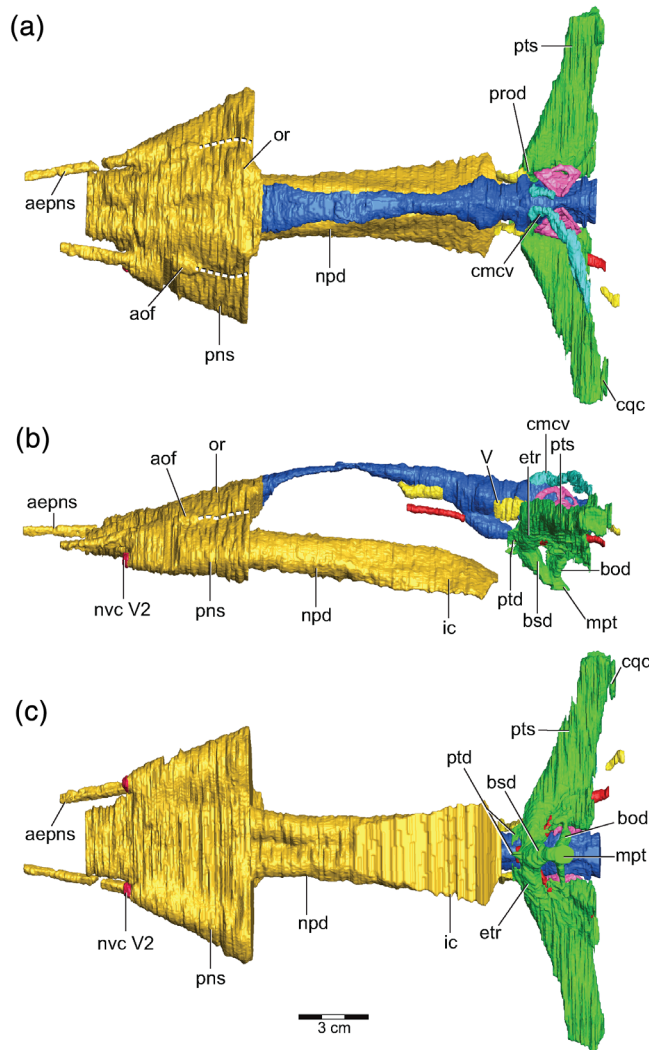 (a)
pts
prod
or
aepns
npd
cmcv
aof
pns
cqc
(b)
cmcv
or
V
etr
pts
aof
aepns
nvc V2
pns
npd
ptd
bod
ic
bsd
mpt
(c)
cqc
pts
ptd
bsd
aepns
bod
mpt
nvc V2
npd
etr
pns
ic
3 cm